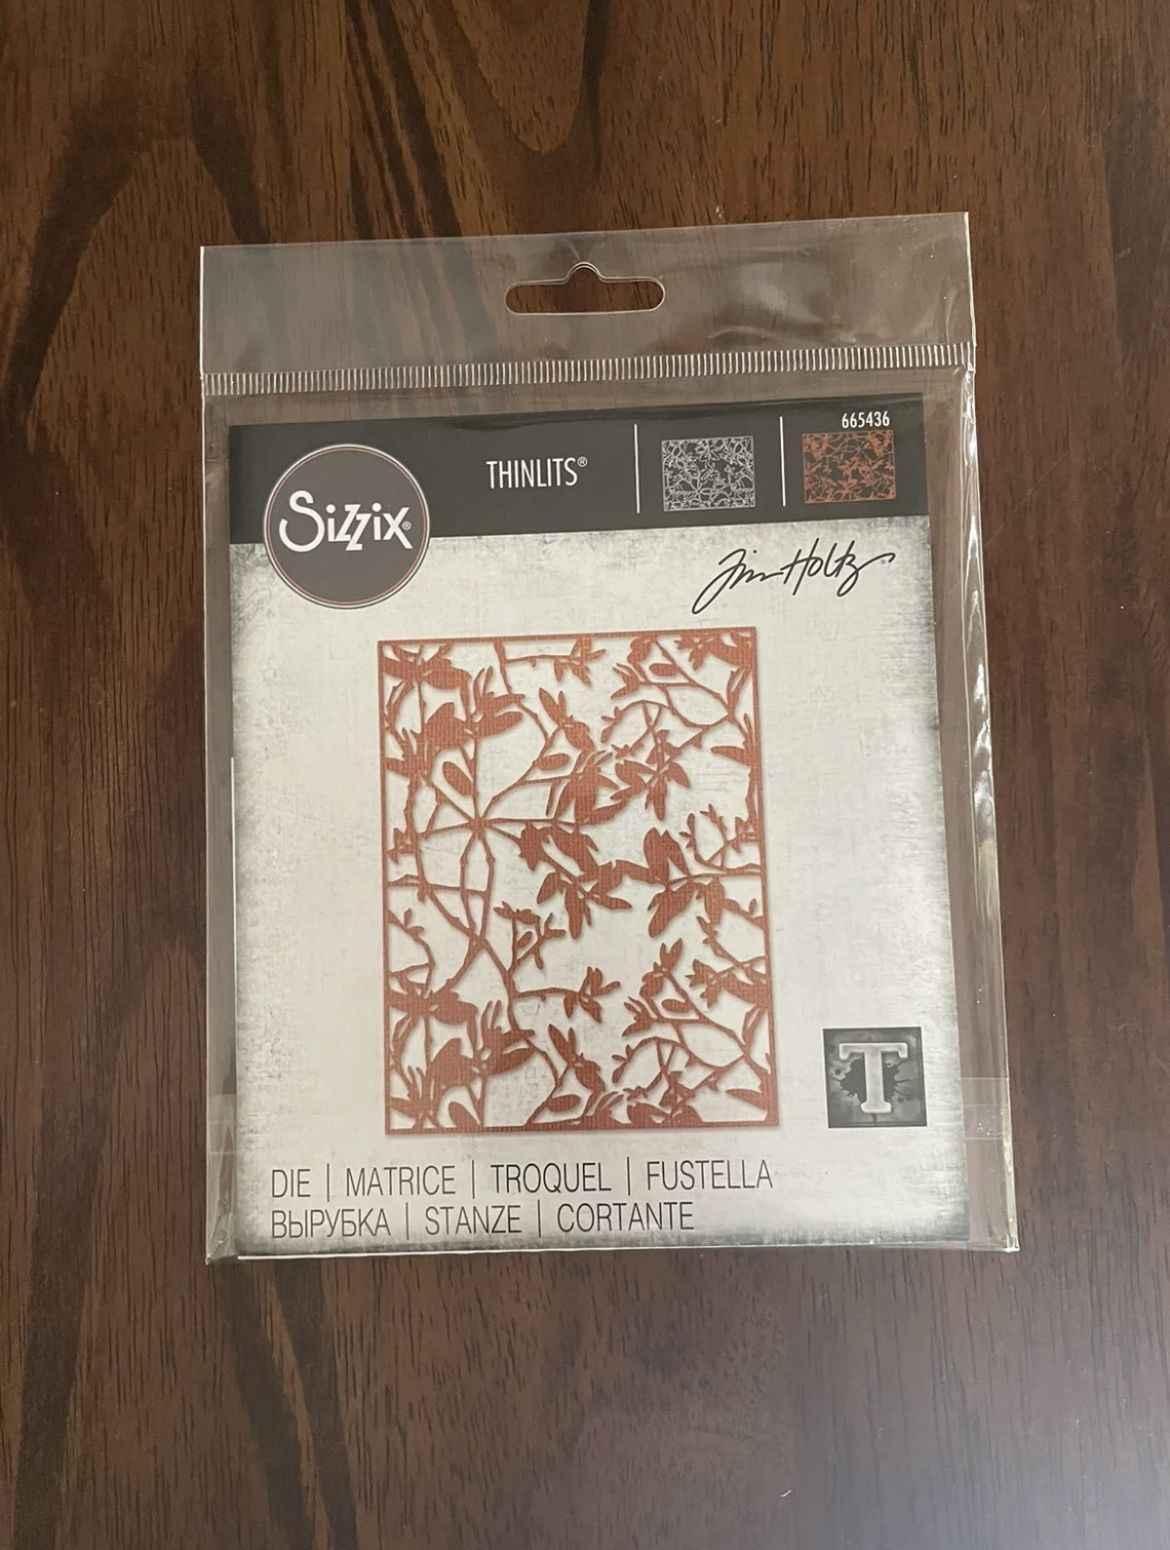 665436
THINLITS®
Sizzix®
Tim Holtz
T
DIE | MATRICE | TROQUEL | FUSTELLA
ВЫРУБКА | STANZE | CORTANTE